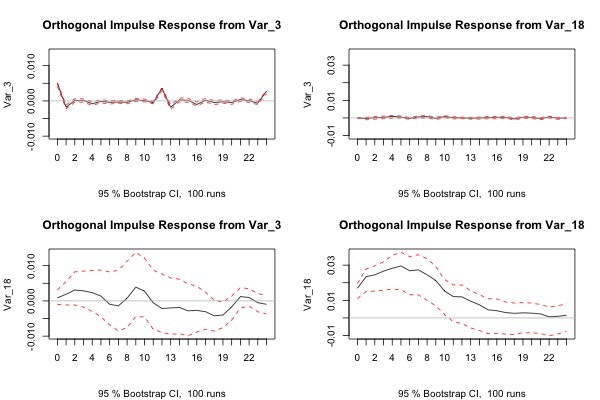 Orthogonal Impulse Response from Var_3
Var_3
0.010
0.000
-0.010
0 2 4 6 8 10 13 16 19 22
95 % Bootstrap CI, 100 runs
Orthogonal Impulse Response from Var_18
Var_3
0.03
0.01
-0.01
0 2 4 6 8 10 13 16 19 22
95 % Bootstrap CI, 100 runs
Orthogonal Impulse Response from Var_3
Var_18
0.010
0.000
-0.010
0 2 4 6 8 10 13 16 19 22
95 % Bootstrap CI, 100 runs
Orthogonal Impulse Response from Var_18
Var_18
0.03
0.01
-0.01
0 2 4 6 8 10 13 16 19 22
95 % Bootstrap CI, 100 runs